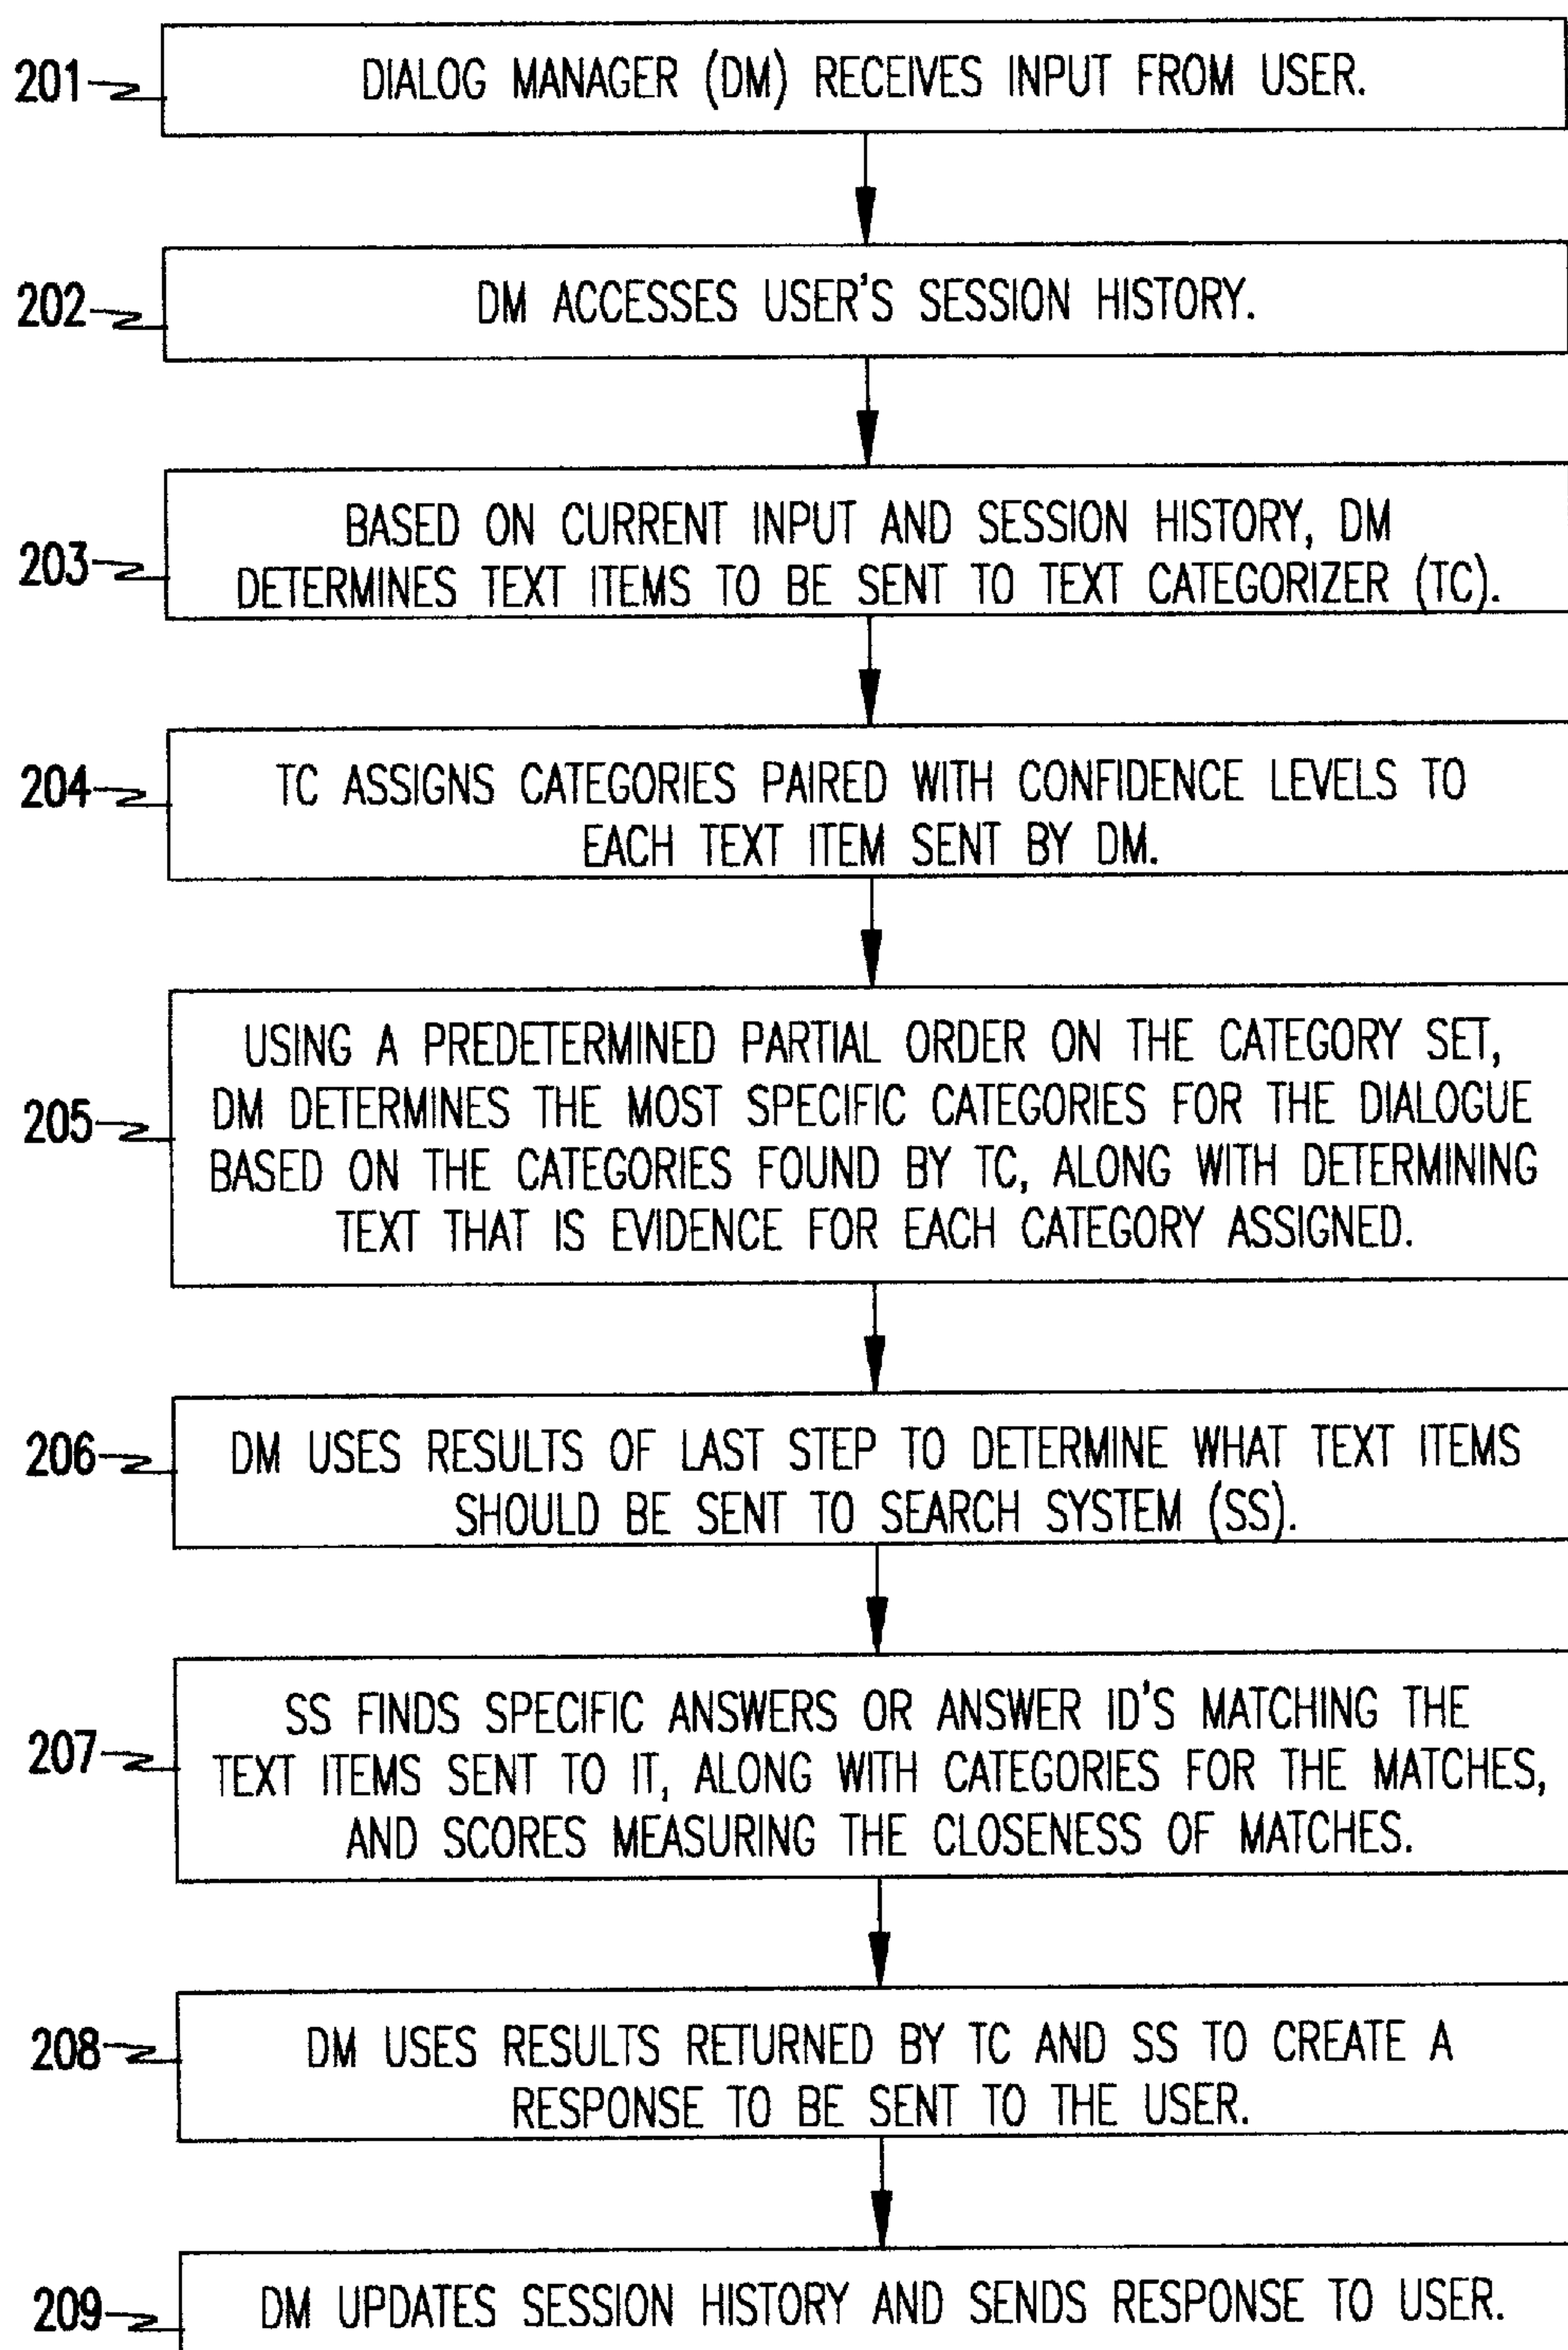 201 DIALOG MANAGER (DM) RECEIVES INPUT FROM USER.
202 DM ACCESSES USER'S SESSION HISTORY.
BASED ON CURRENT INPUT AND SESSION HISTORY, DM
203 DETERMINES TEXT ITEMS TO BE SENT TO TEXT CATEGORIZER (TC).
204 TC ASSIGNS CATEGORIES PAIRED WITH CONFIDENCE LEVELS TO
EACH TEXT ITEM SENT BY DM.
USING A PREDETERMINED PARTIAL ORDER ON THE CATEGORY SET,
205 DM DETERMINES THE MOST SPECIFIC CATEGORIES FOR THE DIALOGUE
BASED ON THE CATEGORIES FOUND BY TC, ALONG WITH DETERMINING
TEXT THAT IS EVIDENCE FOR EACH CATEGORY ASSIGNED.
206 DM USES RESULTS OF LAST STEP TO DETERMINE WHAT TEXT ITEMS
SHOULD BE SENT TO SEARCH SYSTEM (SS).
SS FINDS SPECIFIC ANSWERS OR ANSWER ID'S MATCHING THE
207 TEXT ITEMS SENT TO IT, ALONG WITH CATEGORIES FOR THE MATCHES,
AND SCORES MEASURING THE CLOSENESS OF MATCHES.
208 DM USES RESULTS RETURNED BY TC AND SS TO CREATE A
RESPONSE TO BE SENT TO THE USER.
209 DM UPDATES SESSION HISTORY AND SENDS RESPONSE TO USER.